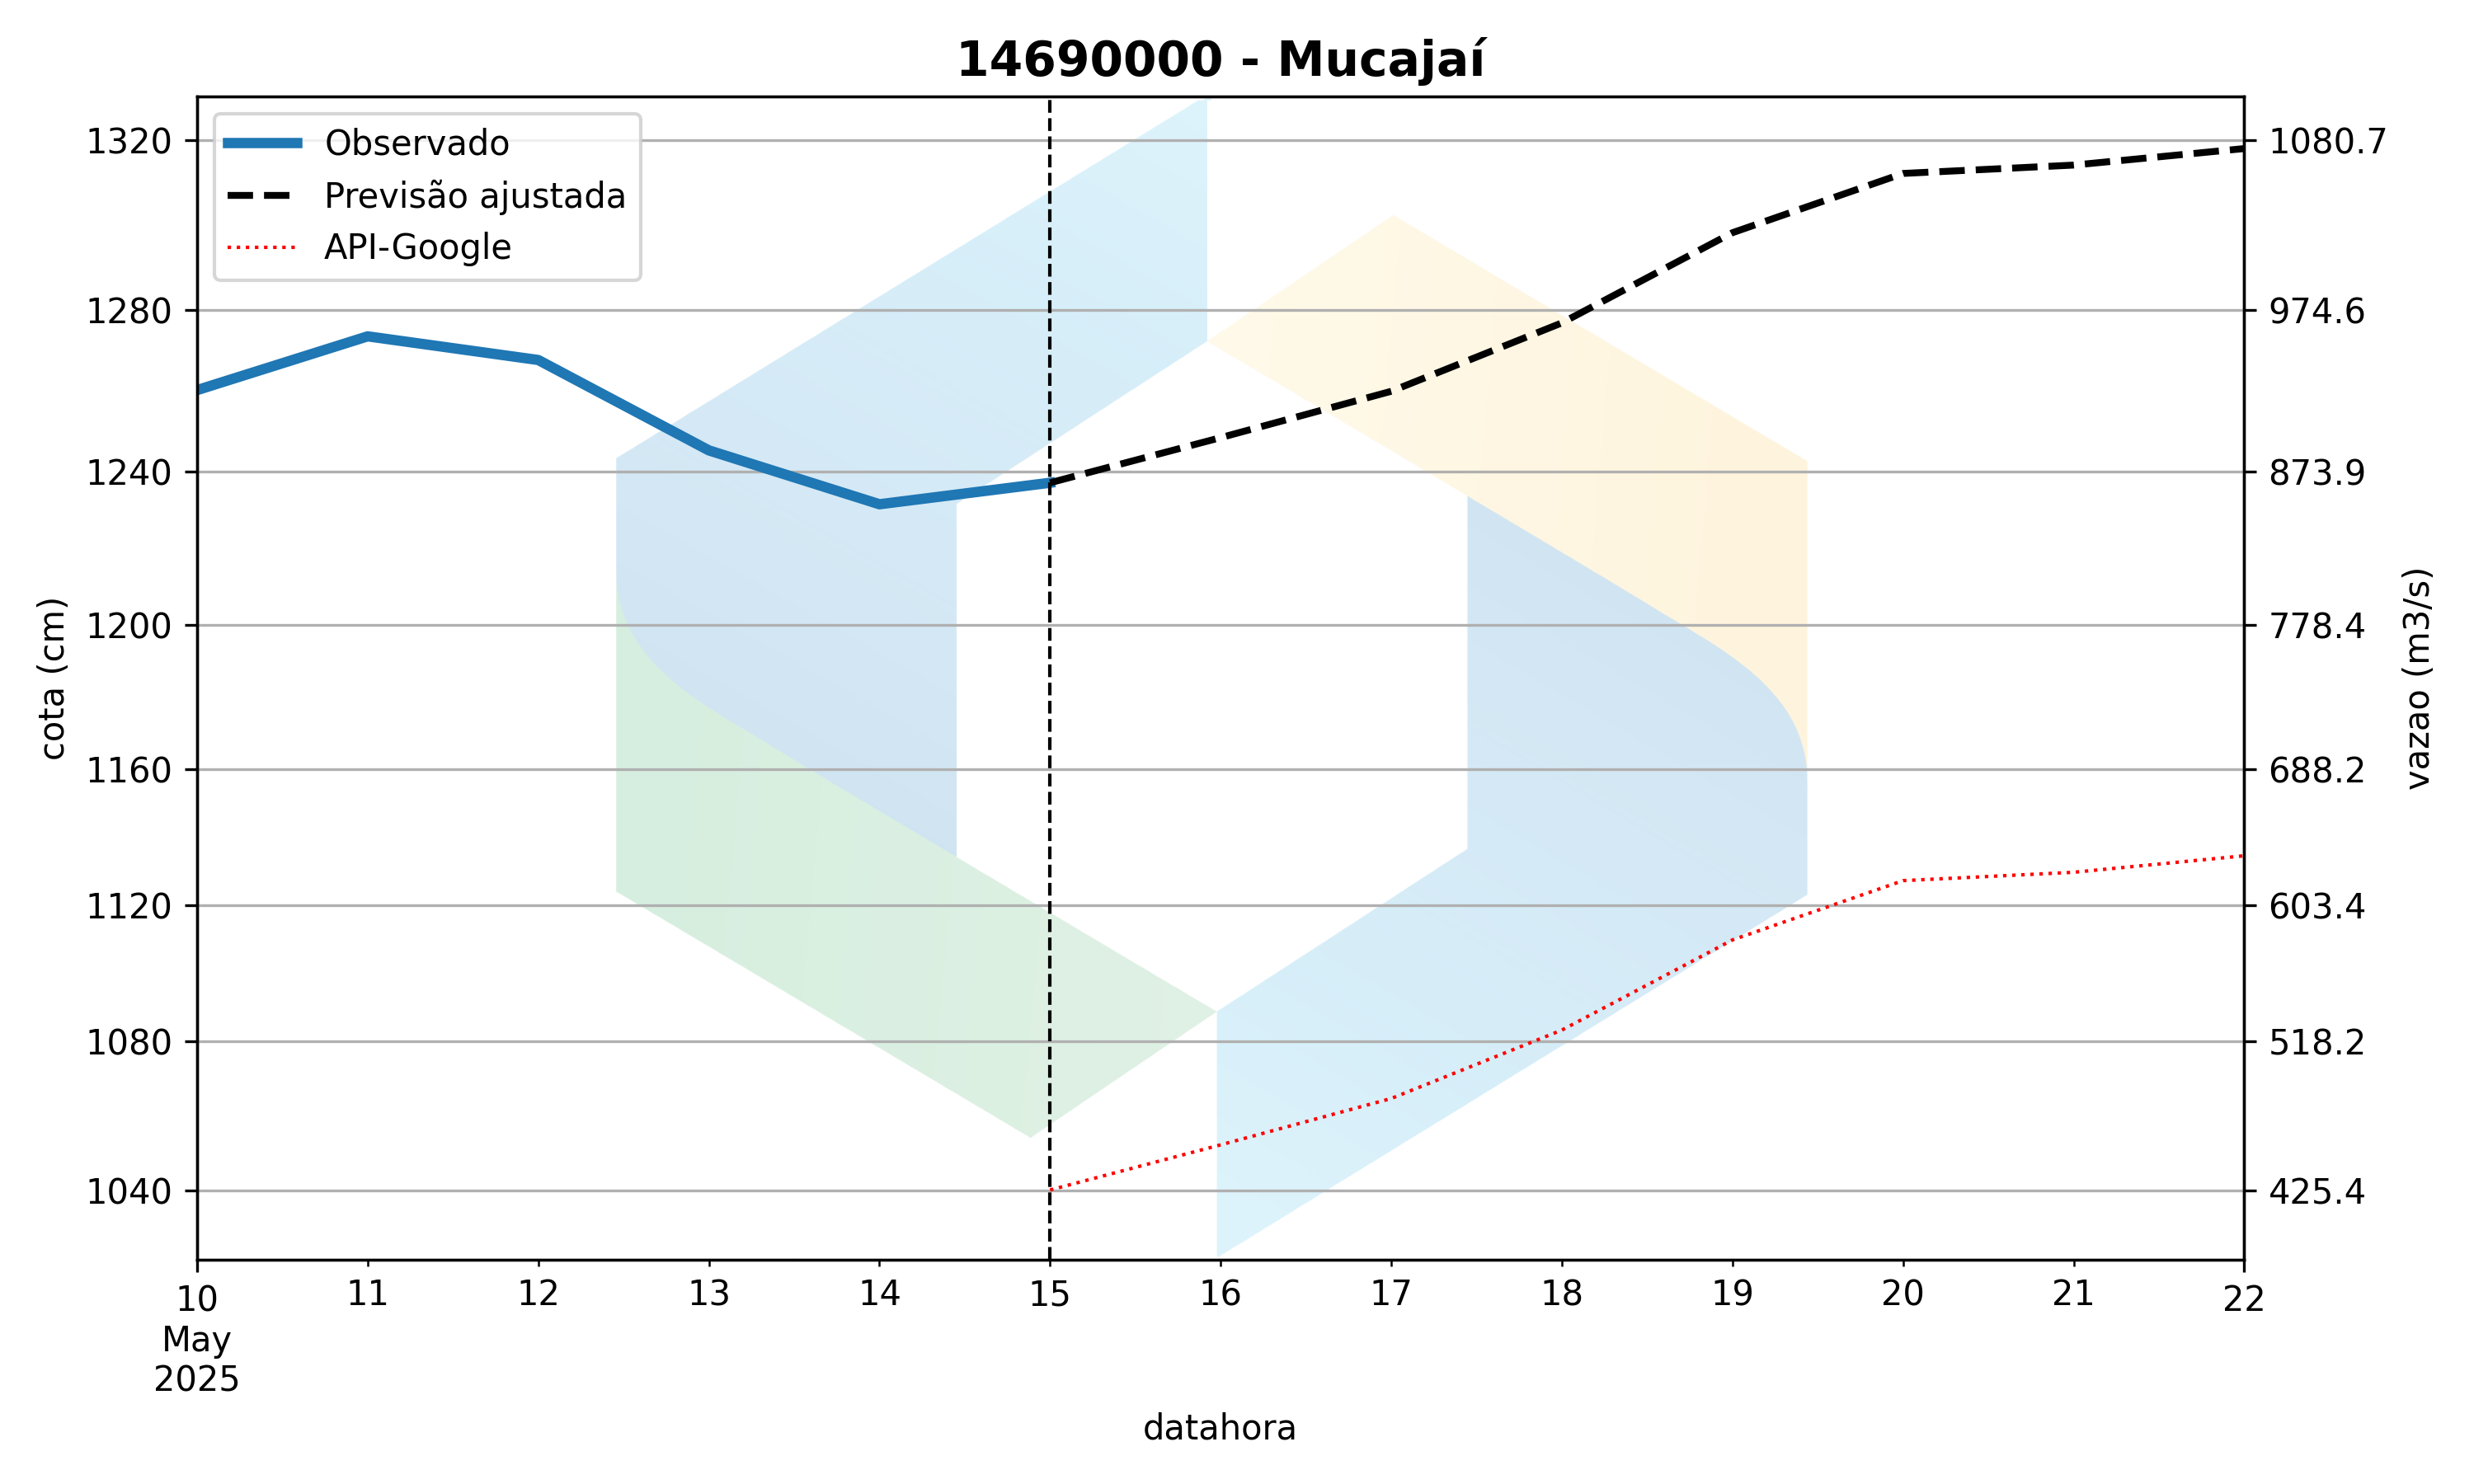 14690000 - Mucajaí
Observado
Previsão ajustada
API-Google
1320
1280
1240
1200
1160
1120
1080
1040
cota (cm)
1080.7
974.6
873.9
778.4
688.2
603.4
518.2
425.4
vazao (m3/s)
10 11 12 13 14 15 16 17 18 19 20 21 22
May
2025
datahora